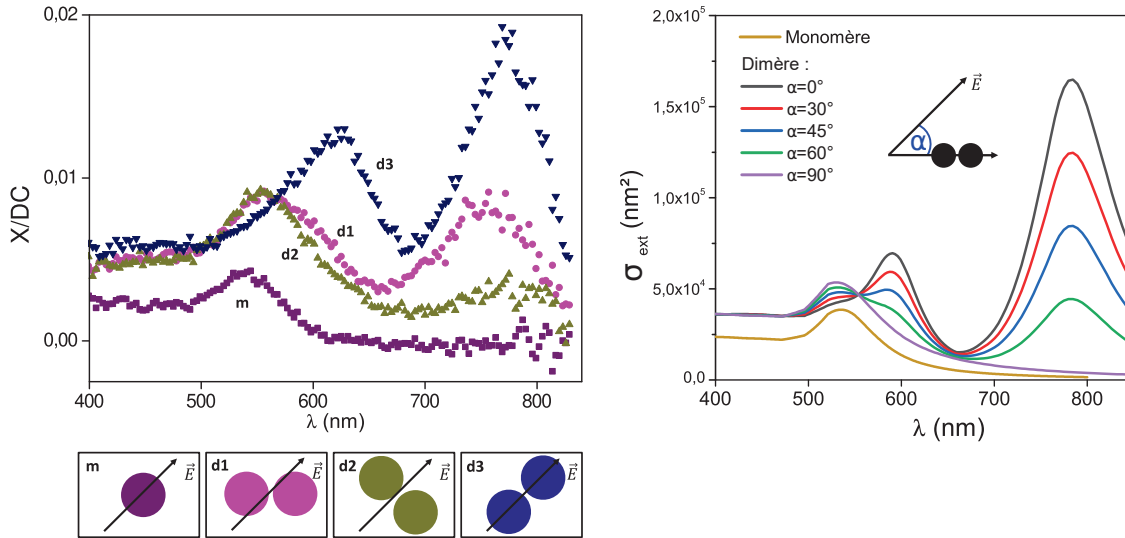 0,02
0,01
0,00
X/DC
d3
d1
d2
m
400 500 600 700 800
λ (nm)
m
E⃗
d1
E⃗
d2
E⃗
d3
E⃗
2,0x10⁵
1,5x10⁵
1,0x10⁵
5,0x10⁴
0,0
σ ext (nm²)
Monomère
Dimère :
α=0°
α=30°
α=45°
α=60°
α=90°
E⃗
α
400 500 600 700 800
λ (nm)